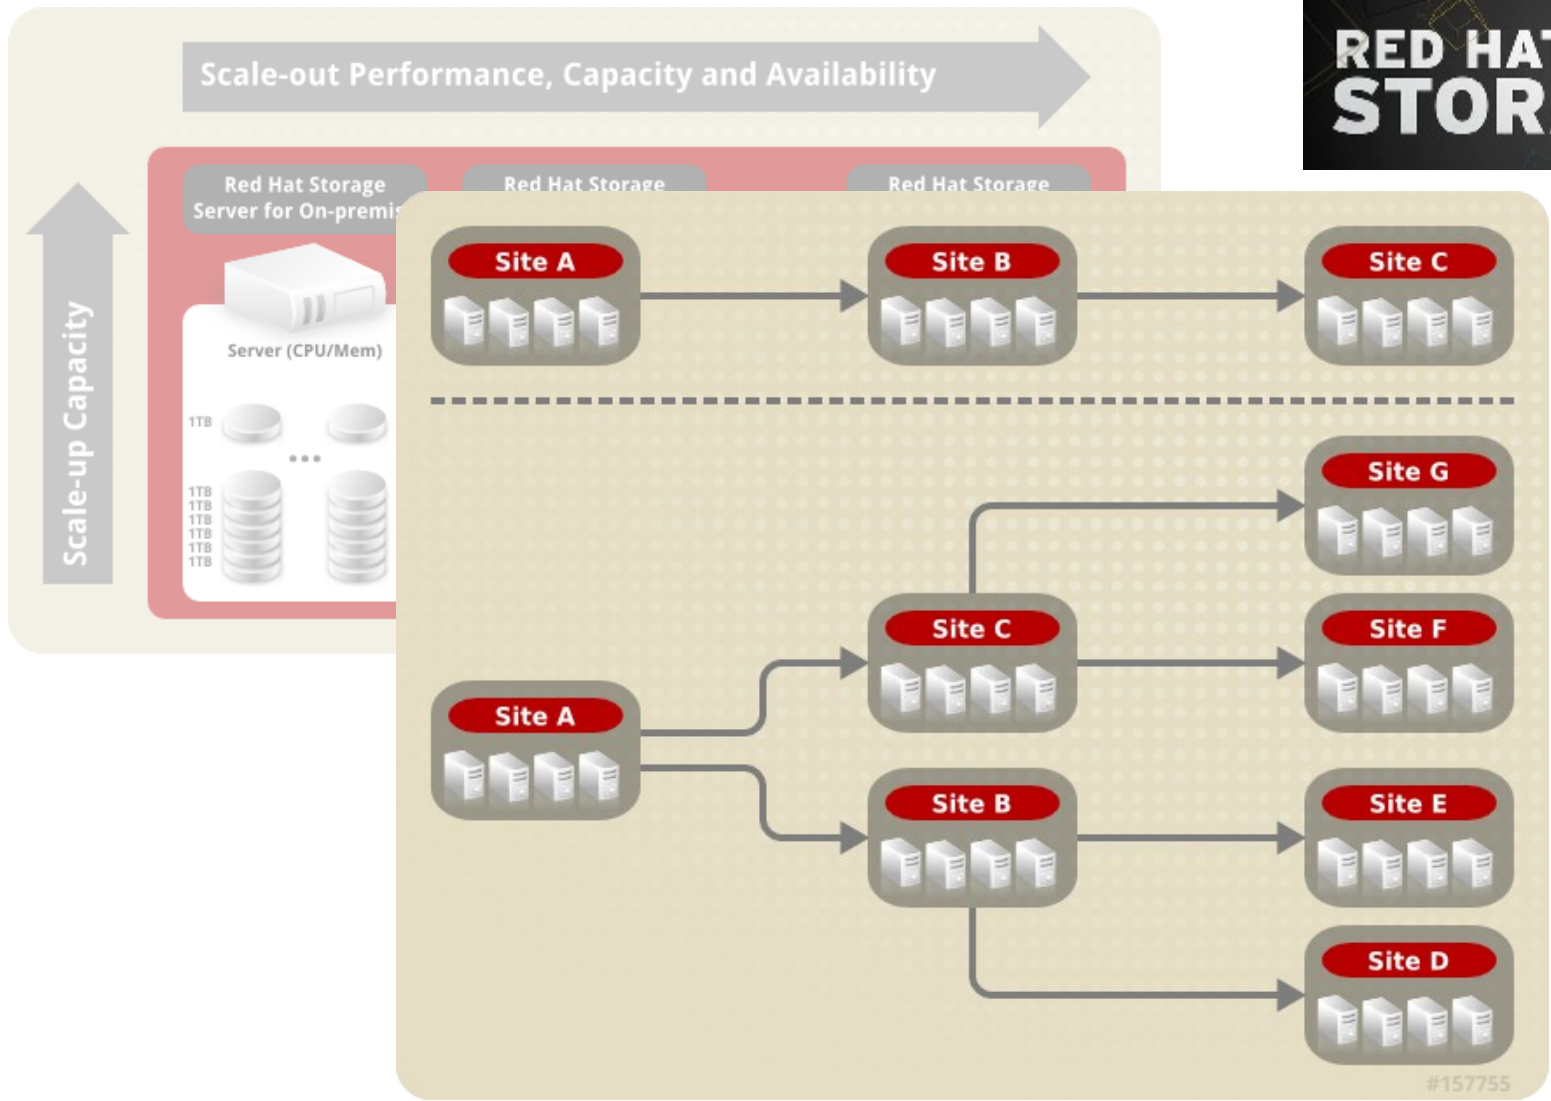 Scale-out Performance, Capacity and Availability
RED HAT
STOR
Scale-up Capacity
Red Hat Storage
Server for On-premis
Red Hat Storage
Red Hat Storage
Server (CPU/Mem)
1TB
...
1TB
1TB
1TB
1TB
1TB
1TB
Site A
Site B
Site C
Site G
Site C
Site F
Site A
Site B
Site E
Site D
#157755